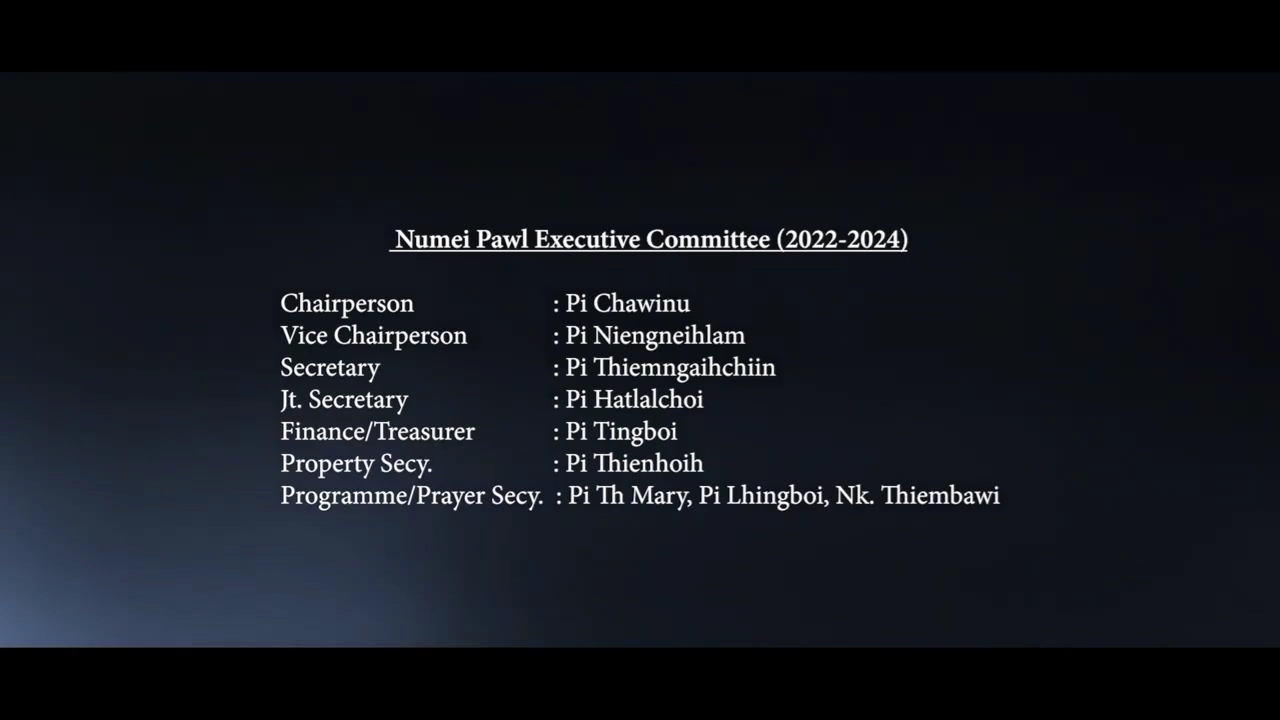 Numei Pawl Executive Committee (2022-2024)
Chairperson : Pi Chawinu
Vice Chairperson : Pi Niengneihlam
Secretary : Pi Thiemngaihchiin
Jt. Secretary : Pi Hatlalchoi
Finance/Treasurer : Pi Tingboi
Property Secy. : Pi Thienhoih
Programme/Prayer Secy. : Pi Th Mary, Pi Lhingboi, Nk. Thiembawi